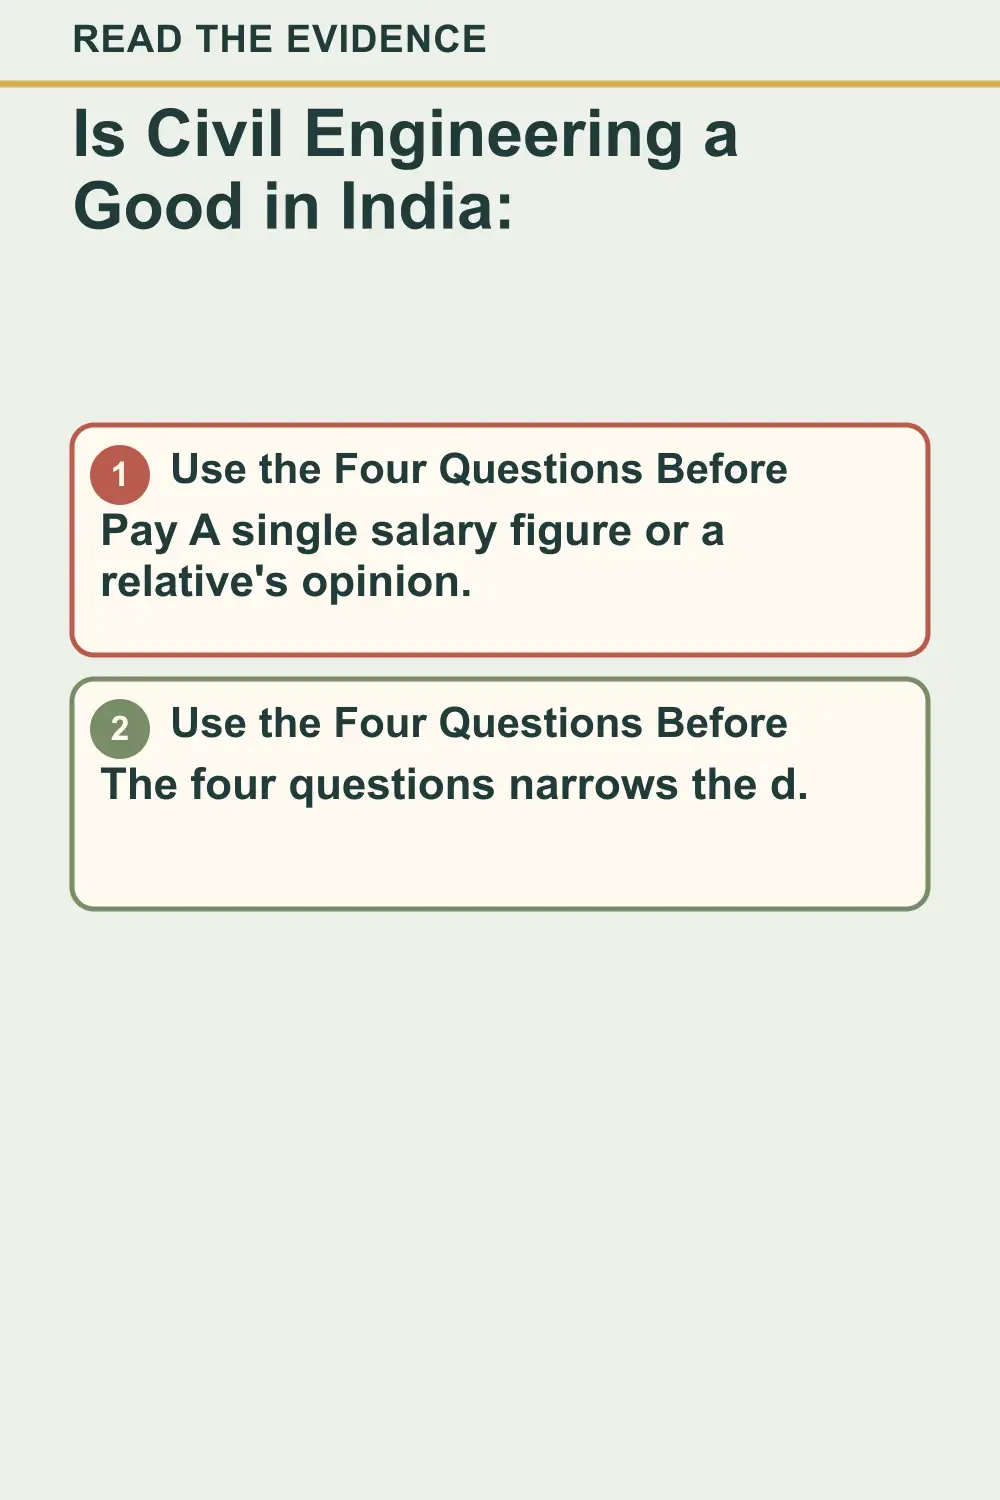 READ THE EVIDENCE
Is Civil Engineering a
Good in India:
1 Use the Four Questions Before
Pay A single salary figure or a
relative's opinion.
2 Use the Four Questions Before
The four questions narrows the d.